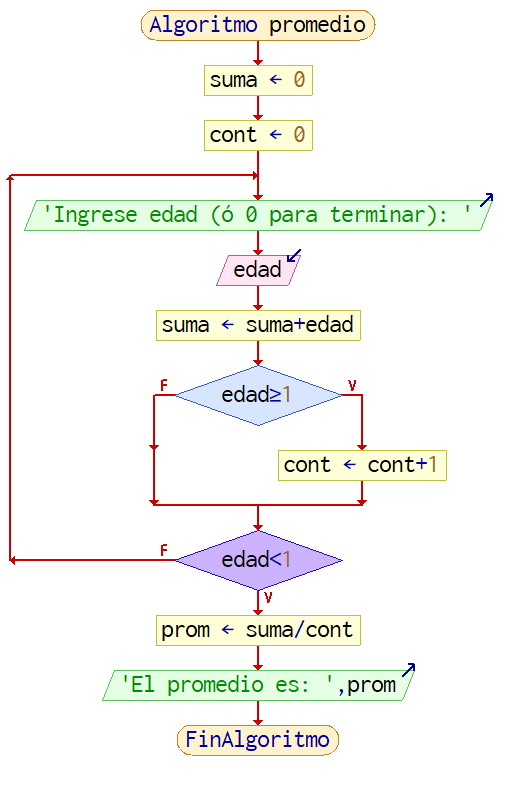 Algoritmo promedio
suma ← 0
cont ← 0
'Ingrese edad (ó 0 para terminar): '
edad
suma ← suma+edad
F
V
edad≥1
cont ← cont+1
F
edad<1
V
prom ← suma/cont
'El promedio es: ',prom
FinAlgoritmo